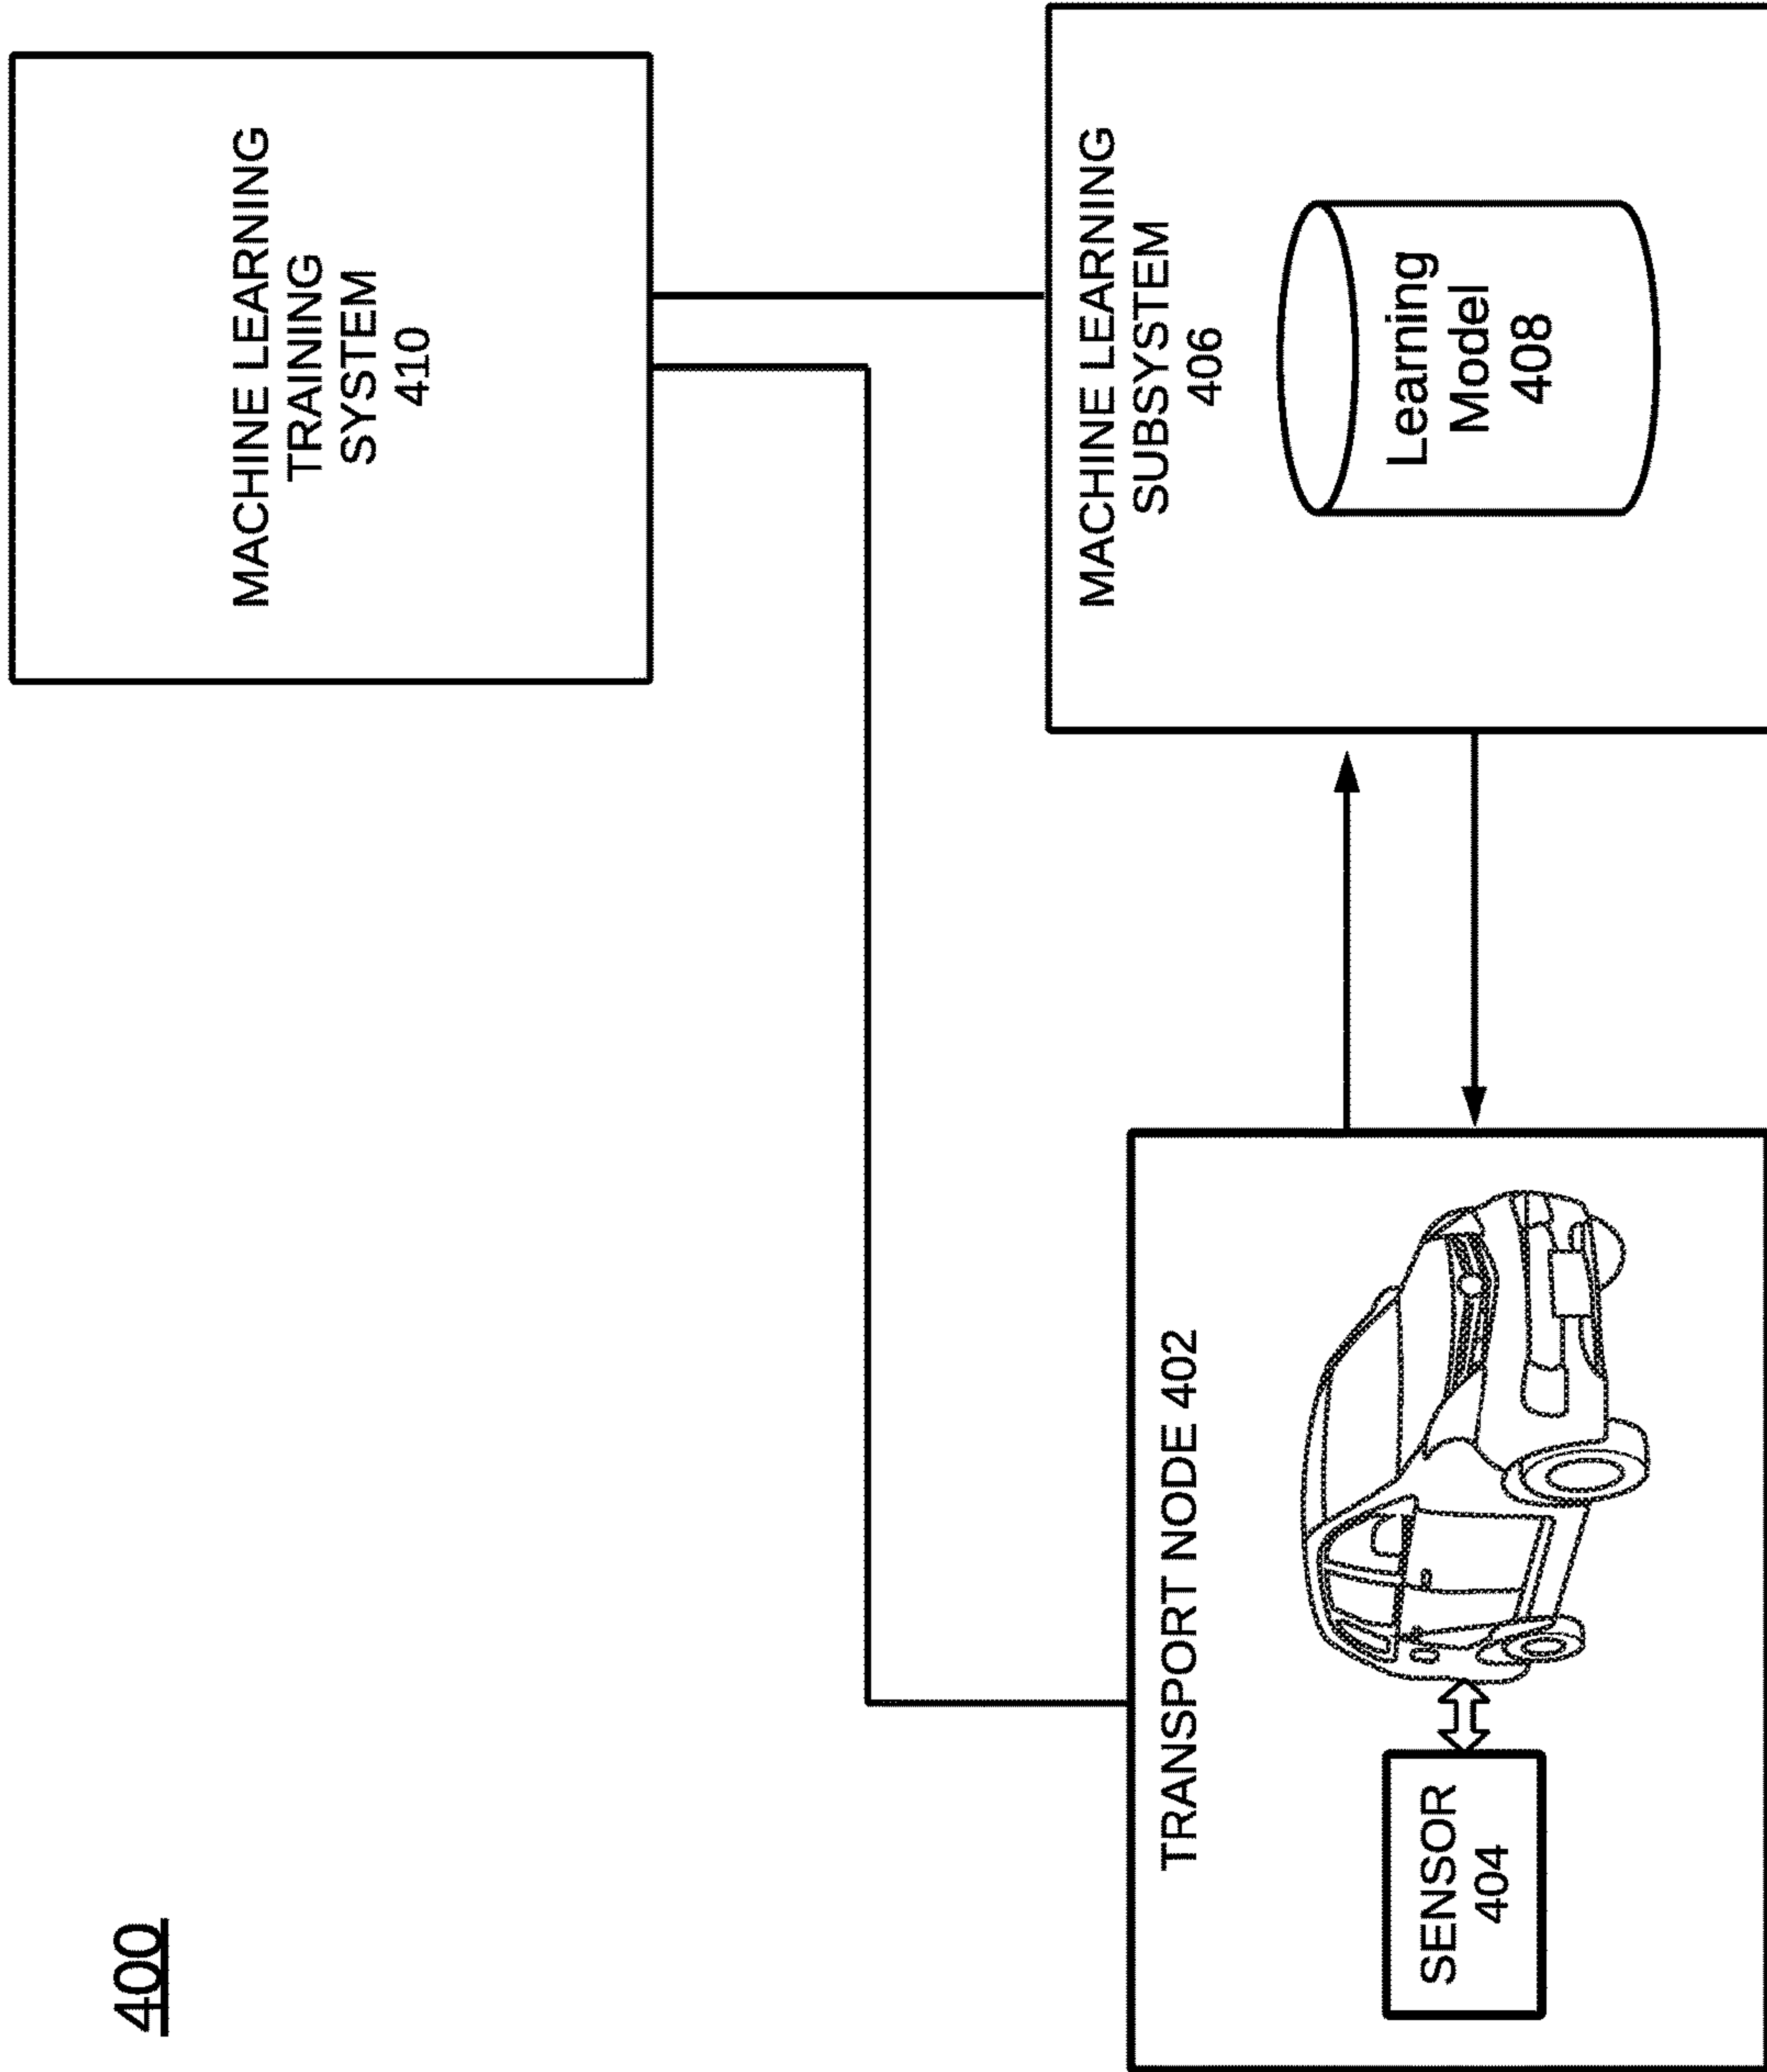 400
MACHINE LEARNING
TRAINING
SYSTEM
410
TRANSPORT NODE 402
SENSOR
404
MACHINE LEARNING
SUBSYSTEM
406
Learning
Model
408